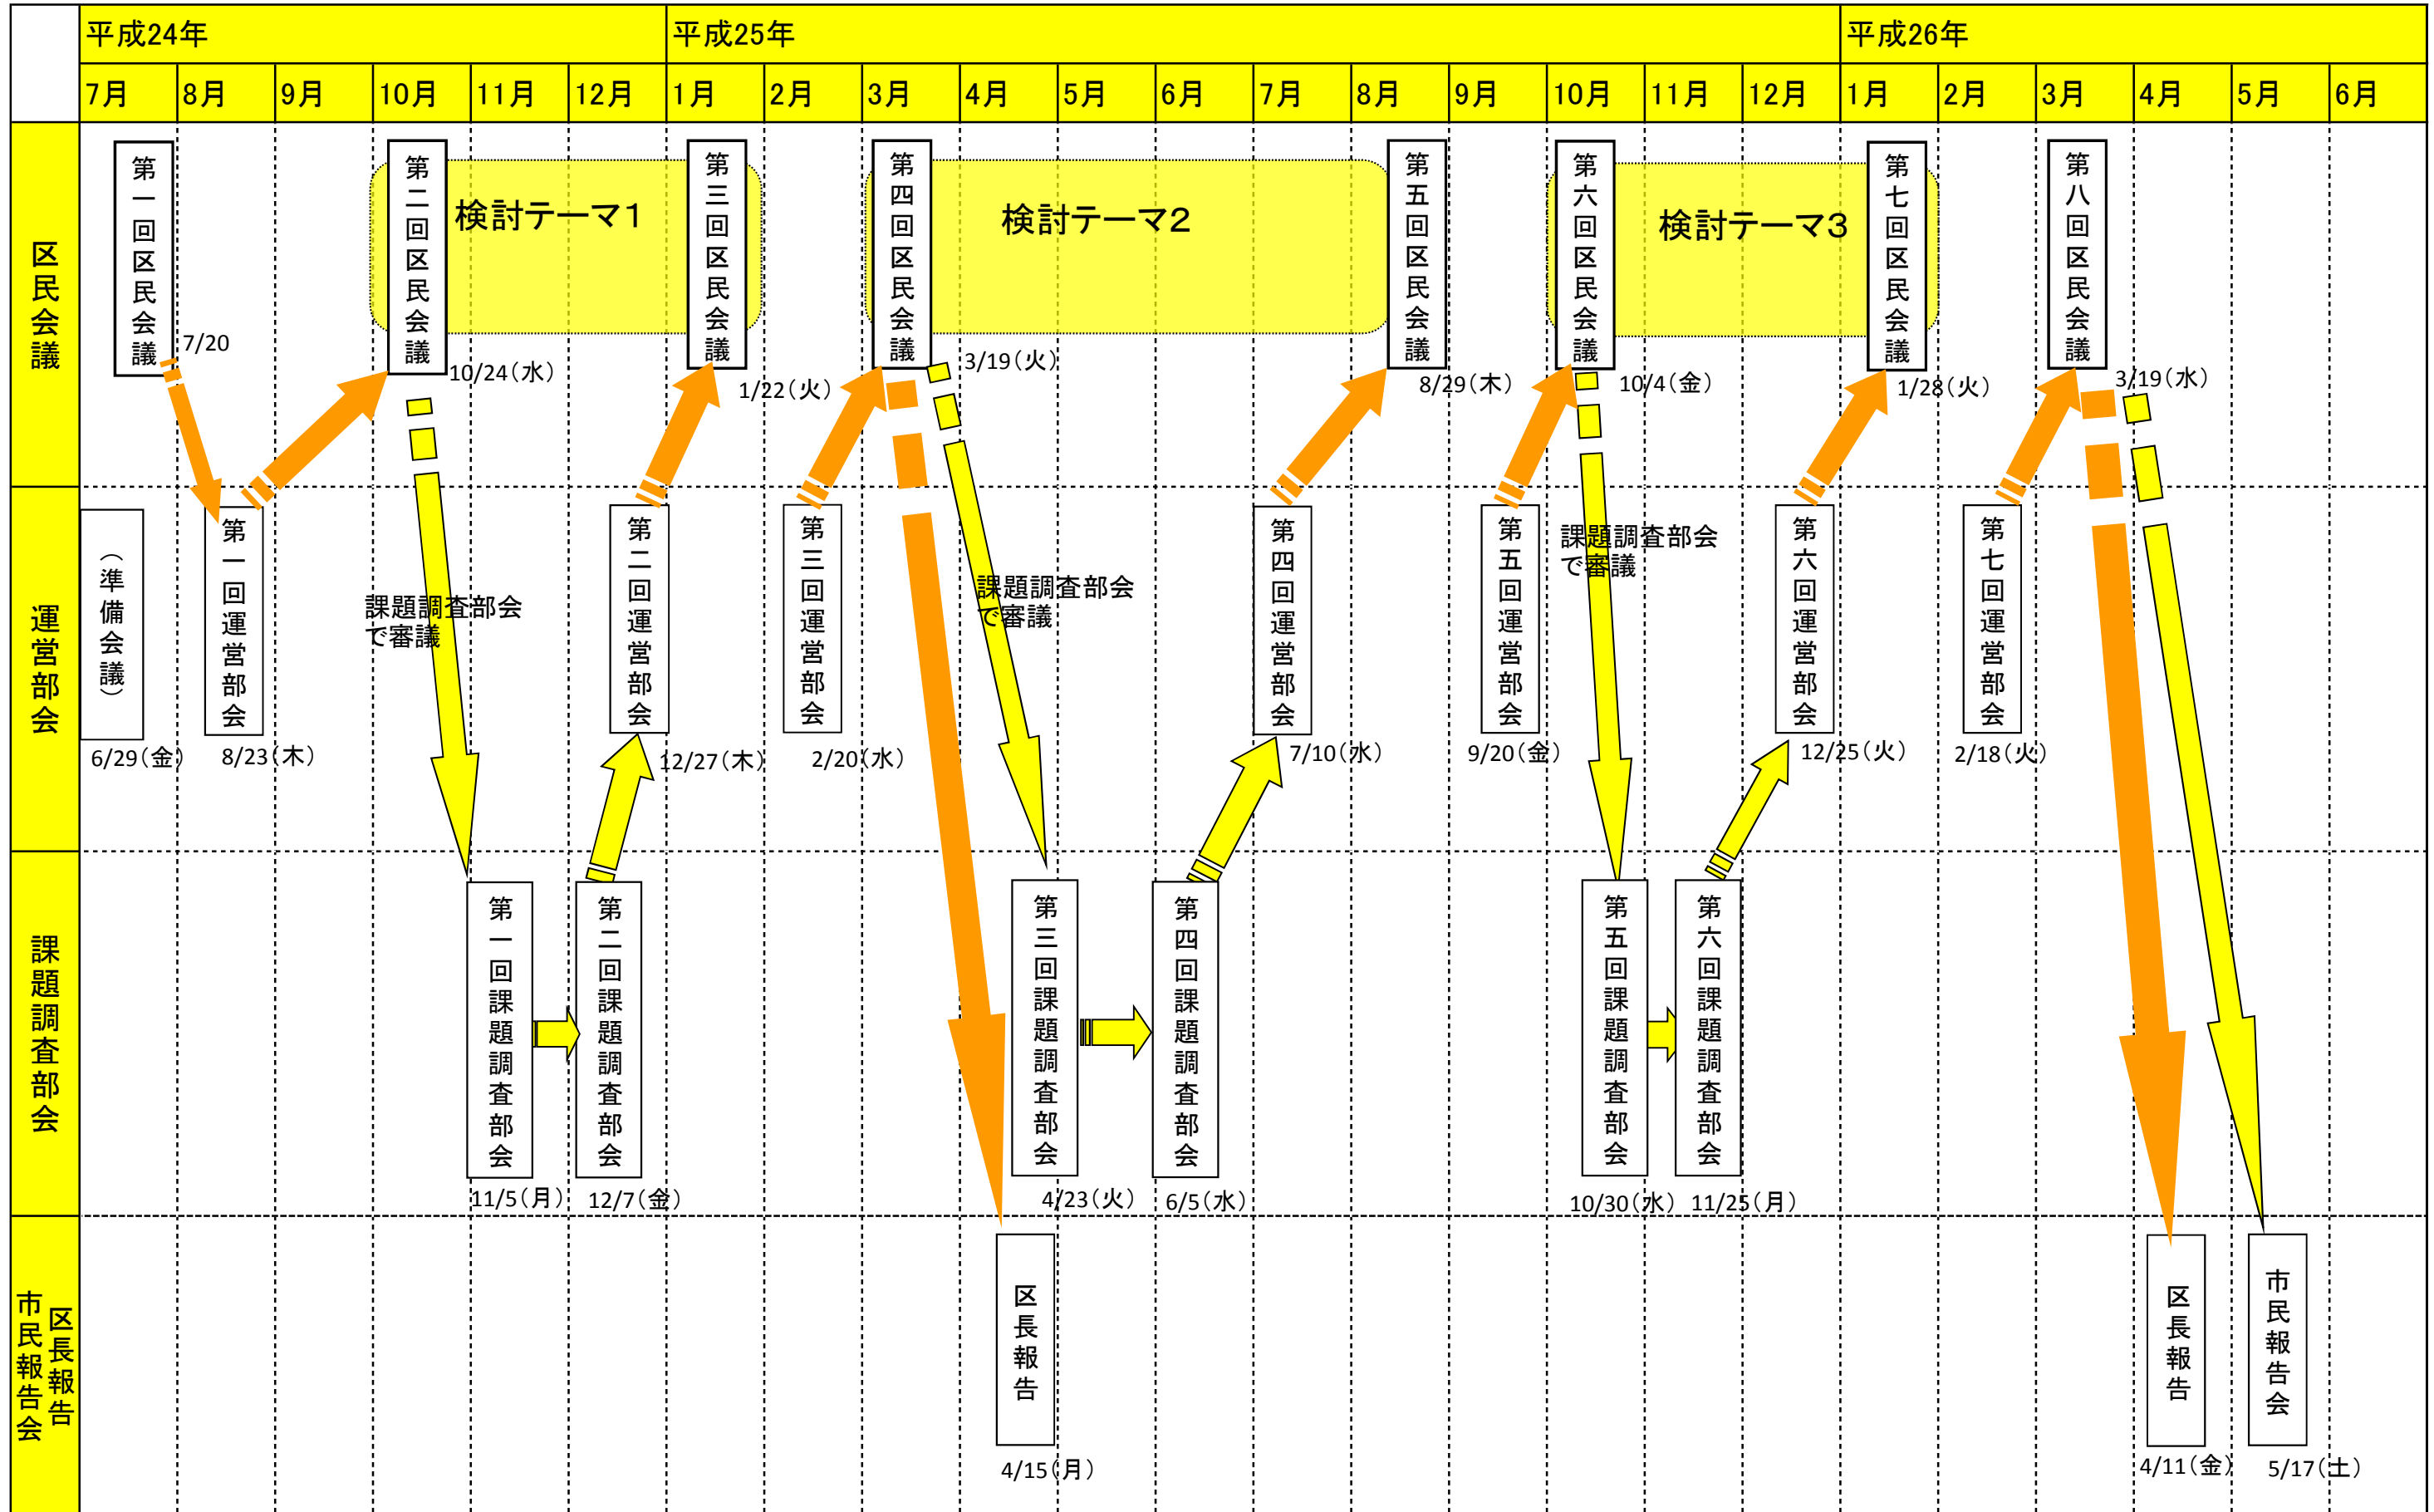 平成24年
平成25年
平成26年
7月
8月
9月
10月
11月
12月
1月
2月
3月
4月
5月
6月
7月
8月
9月
10月
11月
12月
1月
2月
3月
4月
5月
6月
区民会議
第一回区民会議
7/20
第二回区民会議
10/24(水)
検討テーマ1
第三回区民会議
1/22(火)
第四回区民会議
3/19(火)
検討テーマ2
第五回区民会議
8/29(木)
第六回区民会議
10/4(金)
検討テーマ3
第七回区民会議
1/28(火)
第八回区民会議
3/19(水)
運営部会
(準備会議)
6/29(金)
第一回運営部会
8/23(木)
課題調査部会
で審議
第二回運営部会
12/27(木)
第三回運営部会
2/20(水)
課題調査部会
で審議
第四回運営部会
7/10(水)
第五回運営部会
9/20(金)
課題調査部会
で審議
第六回運営部会
12/25(火)
第七回運営部会
2/18(火)
課題調査部会
第一回課題調査部会
11/5(月)
第二回課題調査部会
12/7(金)
第三回課題調査部会
4/23(火)
第四回課題調査部会
6/5(水)
第五回課題調査部会
10/30(水)
第六回課題調査部会
11/25(月)
区長報告
市民報告会
区長報告
4/15(月)
区長報告
4/11(金)
市民報告会
5/17(土)